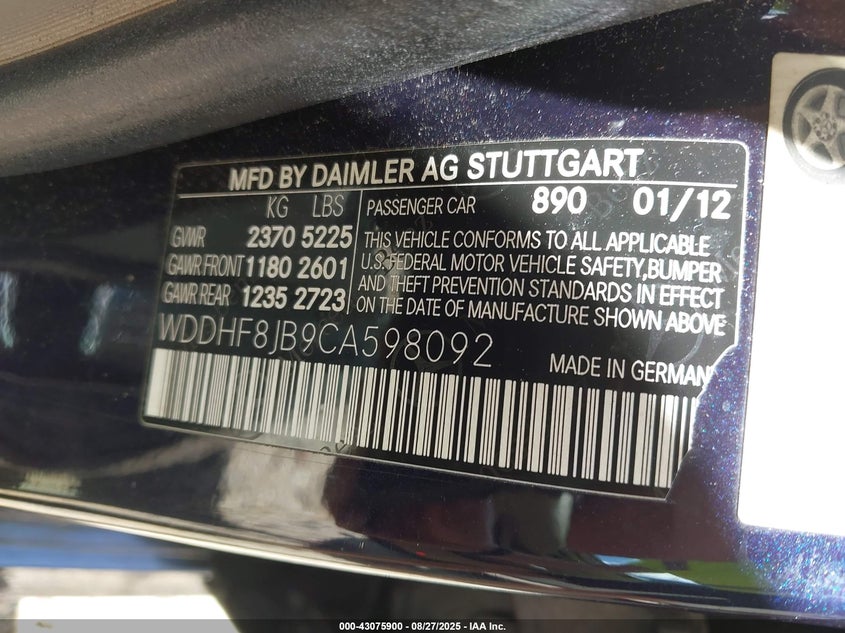 MFD BY DAIMLER AG STUTTGART
KG LBS
GVWR 2370 5225
GAWR FRONT 1180 2601
GAWR REAR 1235 2723
PASSENGER CAR 890 01/12
THIS VEHICLE CONFORMS TO ALL APPLICABLE
U.S. FEDERAL MOTOR VEHICLE SAFETY, BUMPER
AND THEFT PREVENTION STANDARDS IN EFFECT
ON THE DATE OF MANUFACTURE SHOWN ABOVE
WDDHF8JB9CA598092
MADE IN GERMAN
000-43075900 - 08/27/2025 - IAA Inc.